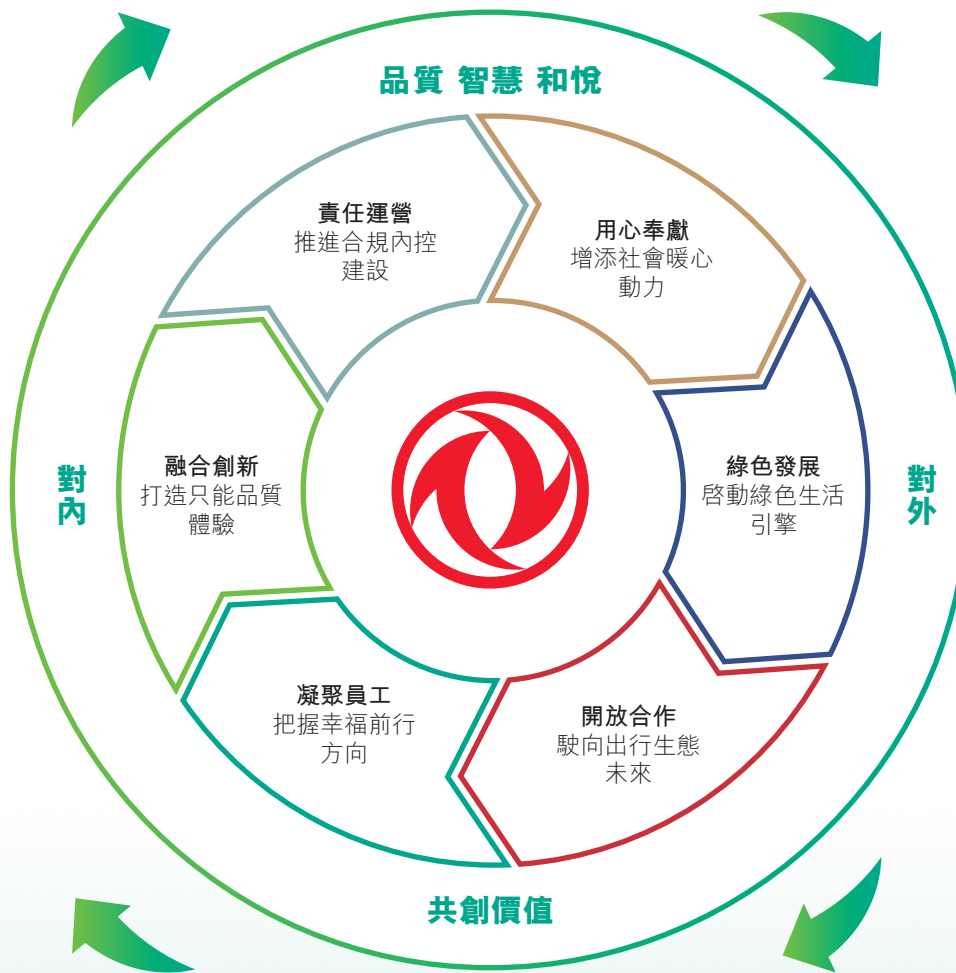 品質 智慧 和悅
責任運營
推進合規內控
建設
用心奉獻
增添社會暖心
動力
對內
融合創新
打造只能品質
體驗
綠色發展
啓動綠色生活
引擎
對外
凝聚員工
把握幸福前行
方向
開放合作
駛向出行生態
未來
共創價值